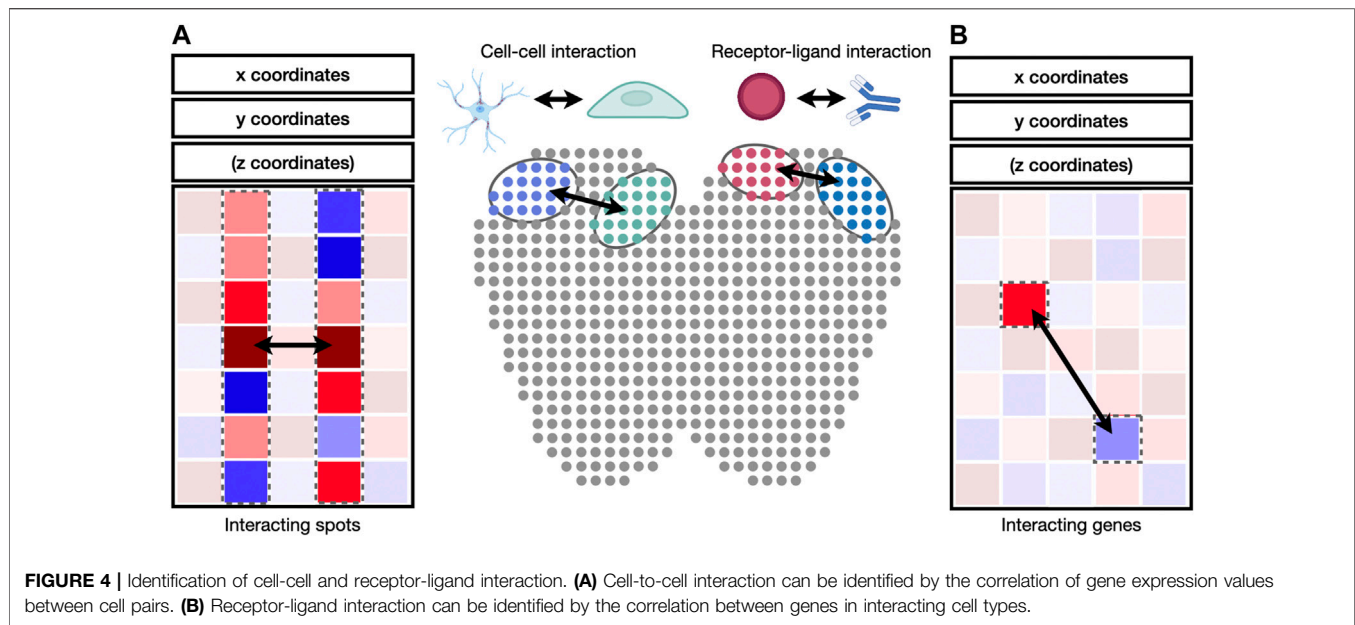 A
x coordinates
y coordinates
(z coordinates)
Interacting spots
Cell-cell interaction
Receptor-ligand interaction
B
x coordinates
y coordinates
(z coordinates)
Interacting genes
FIGURE 4 | Identification of cell-cell and receptor-ligand interaction. (A) Cell-to-cell interaction can be identified by the correlation of gene expression values
between cell pairs. (B) Receptor-ligand interaction can be identified by the correlation between genes in interacting cell types.